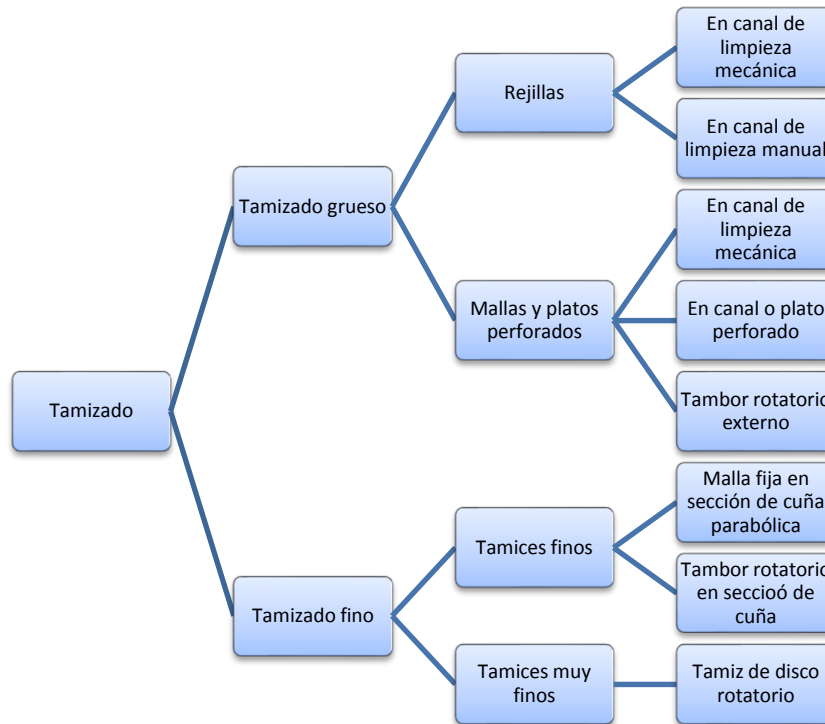 En canal de
limpieza
mecánica
Rejillas
En canal de
limpieza manual
Tamizado grueso
En canal de
limpieza
mecánica
Mallas y platos
perforados
En canal o plato
perforado
Tamizado
Tambor rotatorio
externo
Malla fija en
sección de cuña
parabólica
Tamices finos
Tambor rotatorio
en seccioó de
cuña
Tamizado fino
Tamices muy
finos
Tamiz de disco
rotatorio